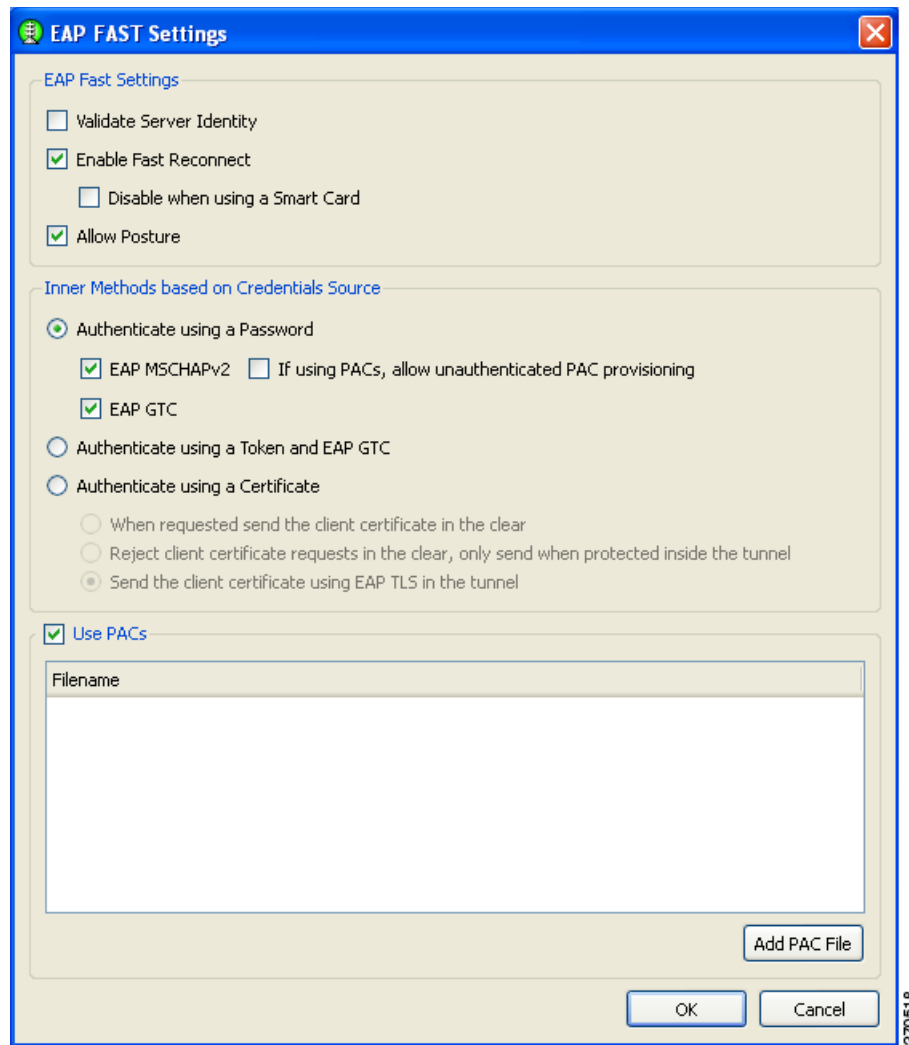 EAP FAST Settings
EAP Fast Settings
Validate Server Identity
Enable Fast Reconnect
Disable when using a Smart Card
Allow Posture
Inner Methods based on Credentials Source
Authenticate using a Password
EAP MSCHAPv2 If using PACs, allow unauthenticated PAC provisioning
EAP GTC
Authenticate using a Token and EAP GTC
Authenticate using a Certificate
When requested send the client certificate in the clear
Reject client certificate requests in the clear, only send when protected inside the tunnel
Send the client certificate using EAP TLS in the tunnel
Use PACs
Filename
Add PAC File
OK Cancel